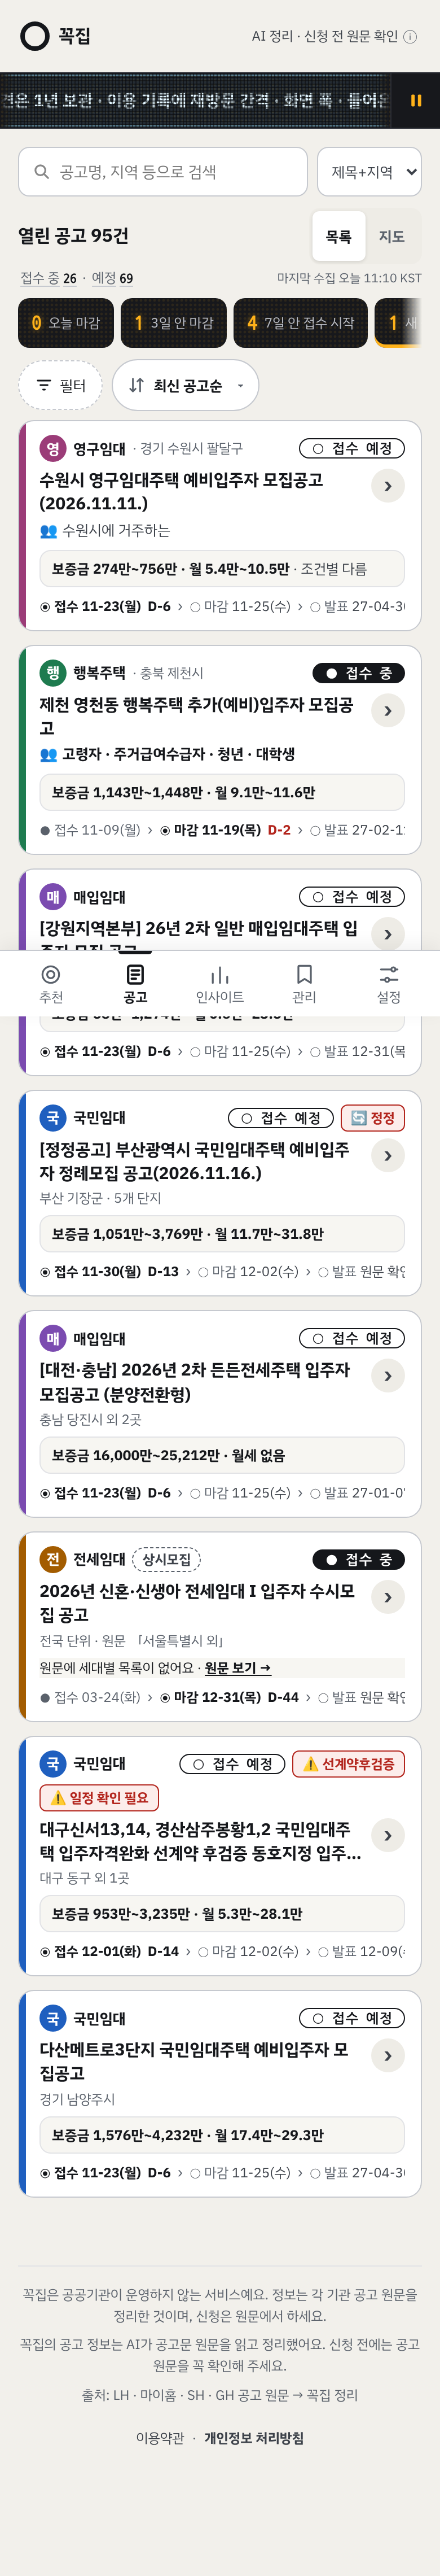 꼭집
AI 정리 · 신청 전 원문 확인 ⓘ
1년 보관 · 이용 기록에 재방문 간격 · 화면 폭 · 들어온
공고명, 지역 등으로 검색
제목+지역
열린 공고 95건
목록
지도
접수 중 26 · 예정 69
마지막 수집 오늘 11:10 KST
0 오늘 마감
1 3일 안 마감
4 7일 안 접수 시작
1 새
필터
최신 공고순
영 영구임대 · 경기 수원시 팔달구
○ 접수 예정
수원시 영구임대주택 예비입주자 모집공고
(2026.11.11.)
👥 수원시에 거주하는
보증금 274만~756만 · 월 5.4만~10.5만 · 조건별 다름
◉ 접수 11-23(월) D-6 › ○ 마감 11-25(수) › ○ 발표 27-04-3
행 행복주택 · 충북 제천시
● 접수 중
제천 영천동 행복주택 추가(예비)입주자 모집공
고
👥 고령자 · 주거급여수급자 · 청년 · 대학생
보증금 1,143만~1,448만 · 월 9.1만~11.6만
● 접수 11-09(월) › ◉ 마감 11-19(목) D-2 › ○ 발표 27-02-1
매 매입임대
○ 접수 예정
[강원지역본부] 26년 2차 일반 매입임대주택 입
추천
공고
인사이트
관리
설정
◉ 접수 11-23(월) D-6 › ○ 마감 11-25(수) › ○ 발표 12-31(목
국 국민임대
○ 접수 예정
🔄 정정
[정정공고] 부산광역시 국민임대주택 예비입주
자 정례모집 공고(2026.11.16.)
부산 기장군 · 5개 단지
보증금 1,051만~3,769만 · 월 11.7만~31.8만
◉ 접수 11-30(월) D-13 › ○ 마감 12-02(수) › ○ 발표 원문 확인
매 매입임대
○ 접수 예정
[대전·충남] 2026년 2차 든든전세주택 입주자
모집공고 (분양전환형)
충남 당진시 외 2곳
보증금 16,000만~25,212만 · 월세 없음
◉ 접수 11-23(월) D-6 › ○ 마감 11-25(수) › ○ 발표 27-01-0
전 전세임대 상시모집
● 접수 중
2026년 신혼·신생아 전세임대 I 입주자 수시모
집 공고
전국 단위 · 원문 「서울특별시 외」
원문에 세대별 목록이 없어요 · 원문 보기 →
● 접수 03-24(화) › ◉ 마감 12-31(목) D-44 › ○ 발표 원문 확인
국 국민임대
○ 접수 예정
⚠️ 선계약후검증
⚠️ 일정 확인 필요
대구신서13,14, 경산삼주봉황1,2 국민임대주
택 입주자격완화 선계약 후검증 동호지정 입주...
대구 동구 외 1곳
보증금 953만~3,235만 · 월 5.3만~28.1만
◉ 접수 12-01(화) D-14 › ○ 마감 12-02(수) › ○ 발표 12-09(
국 국민임대
○ 접수 예정
다산메트로3단지 국민임대주택 예비입주자 모
집공고
경기 남양주시
보증금 1,576만~4,232만 · 월 17.4만~29.3만
◉ 접수 11-23(월) D-6 › ○ 마감 11-25(수) › ○ 발표 27-04-3
꼭집은 공공기관이 운영하지 않는 서비스예요. 정보는 각 기관 공고 원문을
정리한 것이며, 신청은 원문에서 하세요.
꼭집의 공고 정보는 AI가 공고문 원문을 읽고 정리했어요. 신청 전에는 공고
원문을 꼭 확인해 주세요.
출처: LH · 마이홈 · SH · GH 공고 원문 → 꼭집 정리
이용약관 · 개인정보 처리방침